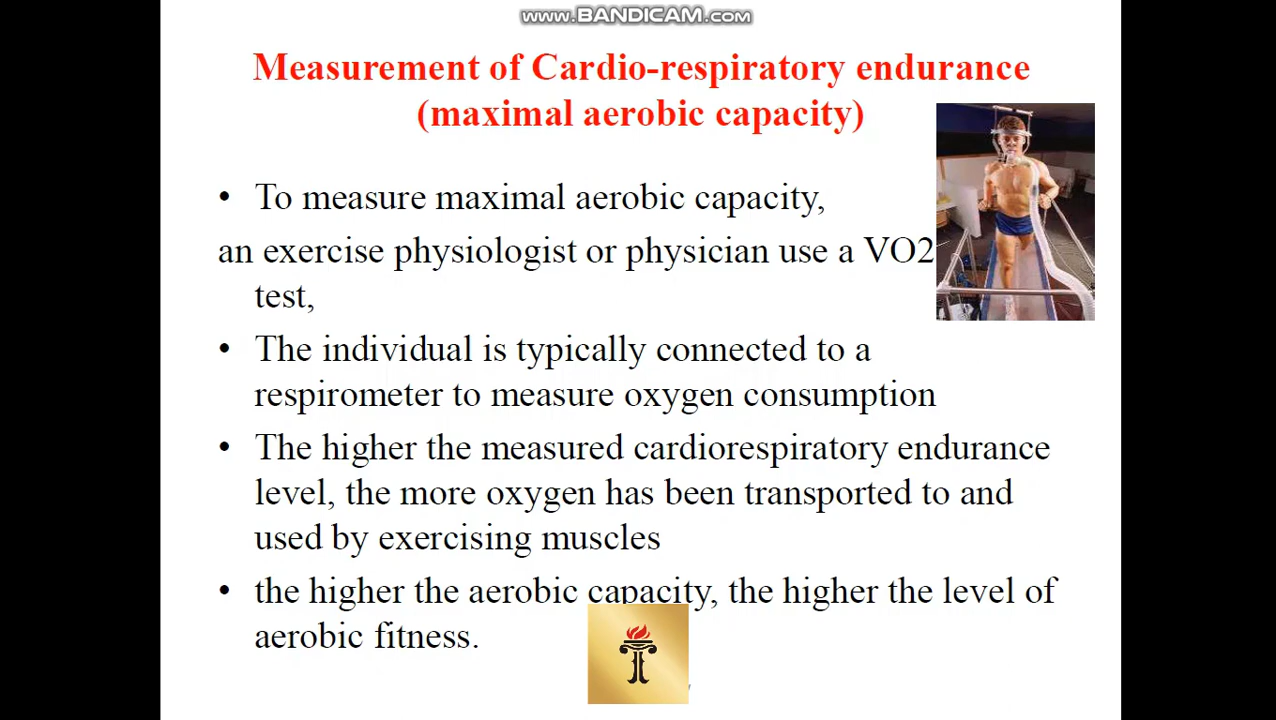 www.BANDICAM.com
Measurement of Cardio-respiratory endurance
(maximal aerobic capacity)
• To measure maximal aerobic capacity,
an exercise physiologist or physician use a VO2
test,
• The individual is typically connected to a
respirometer to measure oxygen consumption
• The higher the measured cardiorespiratory endurance
level, the more oxygen has been transported to and
used by exercising muscles
• the higher the aerobic capacity, the higher the level of
aerobic fitness.